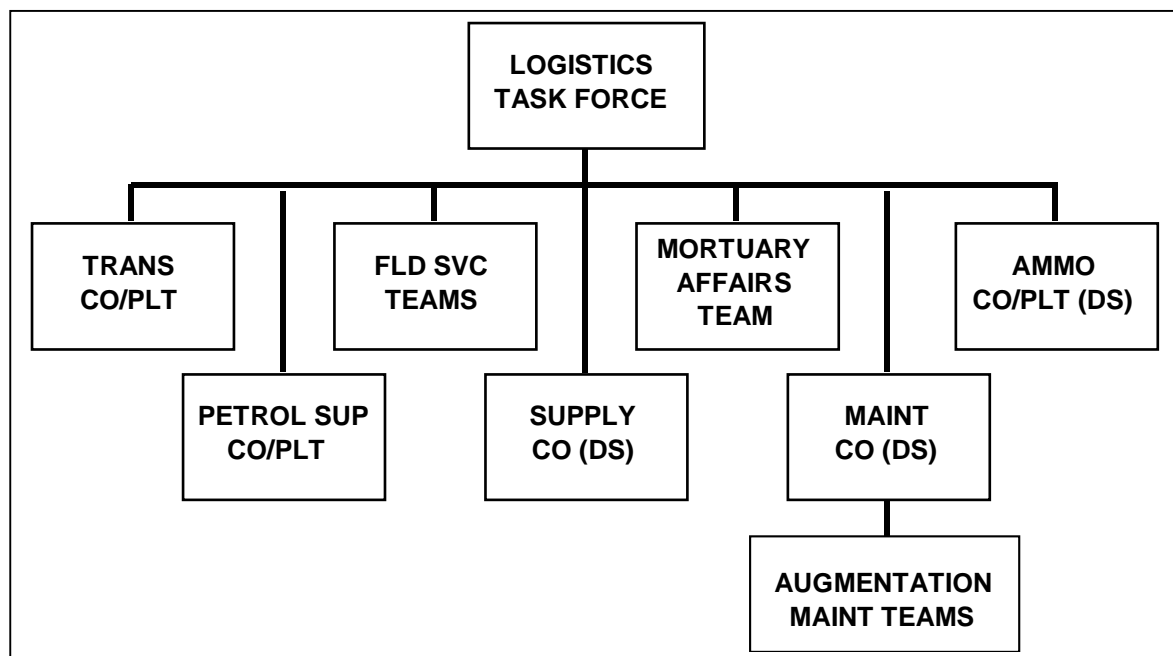 LOGISTICS
TASK FORCE
TRANS
CO/PLT
FLD SVC
TEAMS
MORTUARY
AFFAIRS
TEAM
AMMO
CO/PLT (DS)
PETROL SUP
CO/PLT
SUPPLY
CO (DS)
MAINT
CO (DS)
AUGMENTATION
MAINT TEAMS